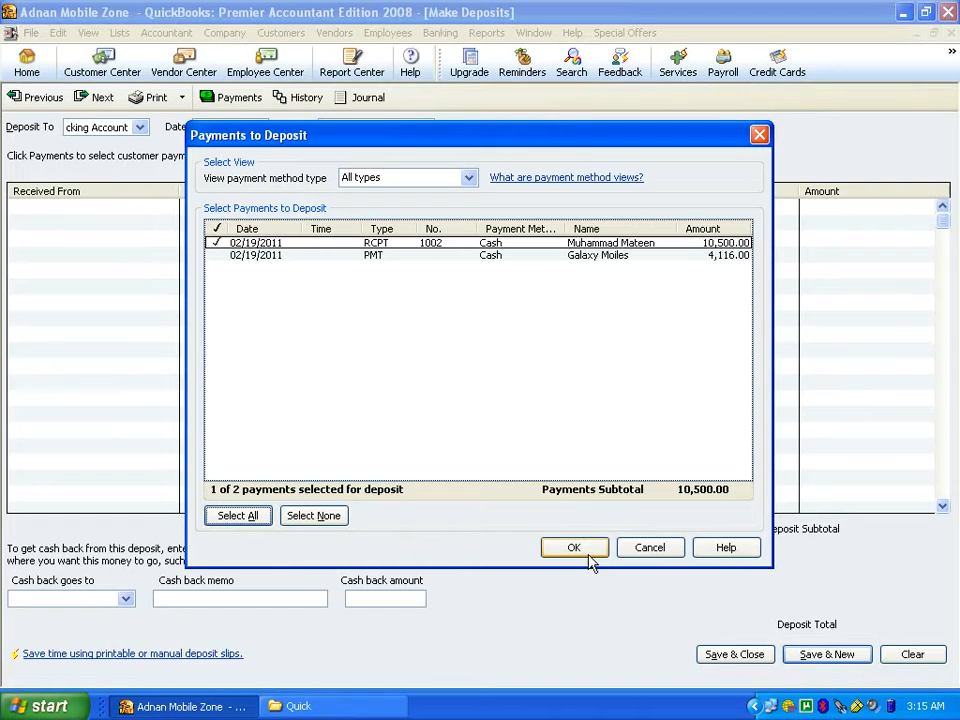 Adnan Mobile Zone - QuickBooks: Premier Accountant Edition 2008 - [Make Deposits]
File Edit View Lists Accountant Company Customers Vendors Employees Banking Reports Window Help Special Offers
Home Customer Center Vendor Center Employee Center Report Center Help Upgrade Reminders Search Feedback Services Payroll Credit Cards
Previous Next Print Payments History Journal
Deposit To cking Account Date
Payments to Deposit
Click Payments to select customer paym
Select View
View payment method type All types What are payment method views?
Received From Amount
Select Payments to Deposit
Date Time Type No. Payment Met... Name Amount
02/19/2011 RCPT 1002 Cash Muhammad Mateen 10,500.00
02/19/2011 PMT Cash Galaxy Moiles 4,116.00
1 of 2 payments selected for deposit Payments Subtotal 10,500.00
Select All Select None
posit Subtotal
OK Cancel Help
To get cash back from this deposit, ente
where you want this money to go, such
Cash back goes to Cash back memo Cash back amount
Deposit Total
Save time using printable or manual deposit slips.
Save & Close Save & New Clear
start Adnan Mobile Zone - ... Quick 3:15 AM